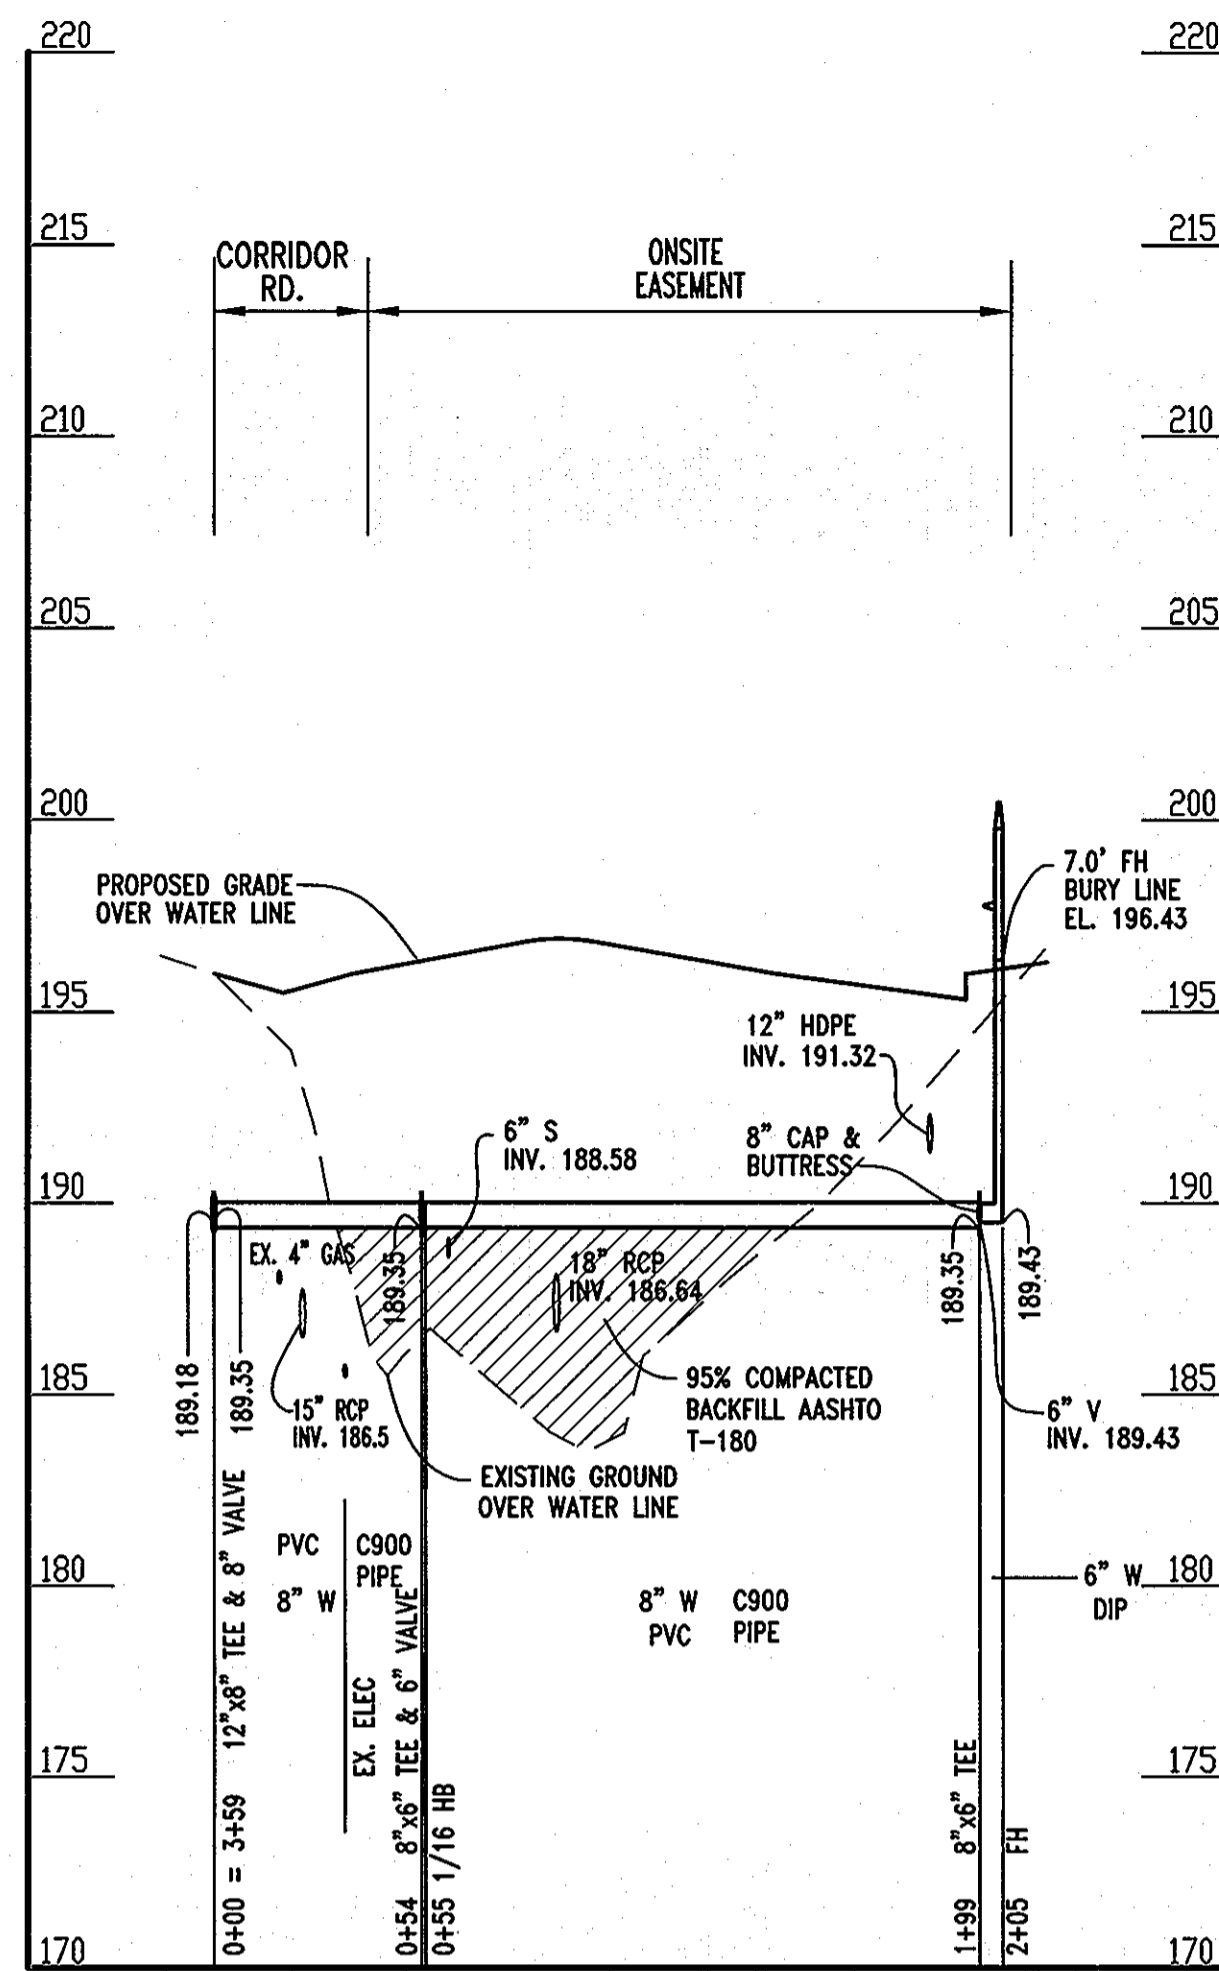 220
220
215
215
CORRIDOR
RD.
ONSITE
EASEMENT
210
210
205
205
200
200
PROPOSED GRADE
OVER WATER LINE
7.0' FH
BURY LINE
EL. 196.43
195
195
12" HDPE
INV. 191.32
6" S
INV. 188.58
8" CAP &
BUTTRESS
190
190
EX. 4" GAS
18" RCP
INV. 186.64
189.18
189.35
189.35
189.35
189.43
185
185
15" RCP
INV. 186.5
95% COMPACTED
BACKFILL AASHTO
T-180
6" V
INV. 189.43
EXISTING GROUND
OVER WATER LINE
180
180
PVC
8" W
C900
PIPE
8" W C900
PVC PIPE
6" W
DIP
175
175
0+00 = 3+59 12"x8" TEE & 8" VALVE
EX. ELEC
0+54 8"x6" TEE & 6" VALVE
0+55 1/16 HB
1+99 8"x6" TEE
2+05 FH
170
170